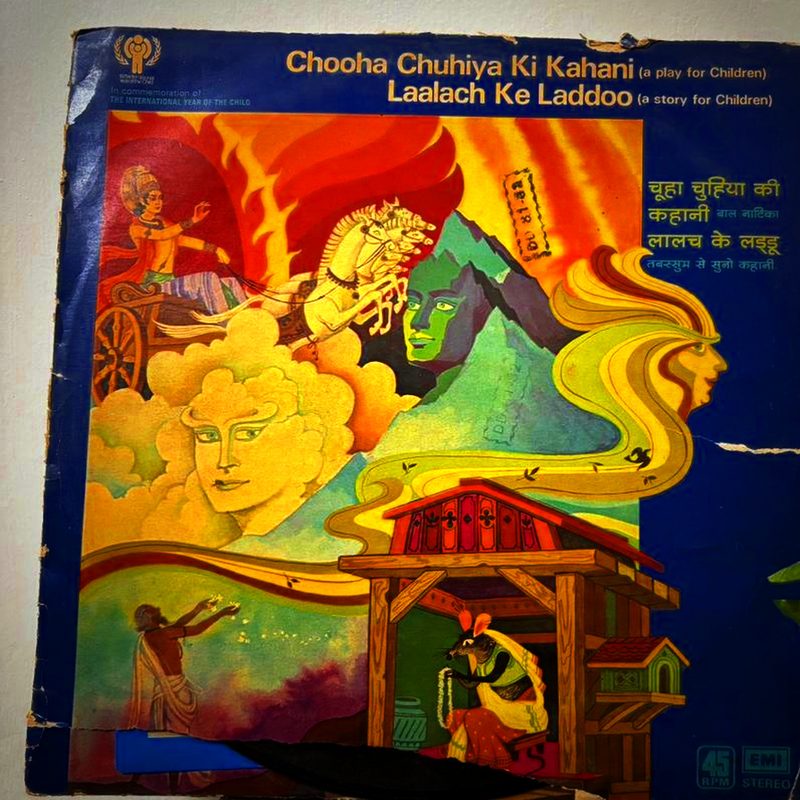 Chooha Chuhiya Ki Kahani (a play for Children)
Laalach Ke Laddoo (a story for Children)
In commemoration of
THE INTERNATIONAL YEAR OF THE CHILD
चूहा चुहिया की
कहानी बाल नाटिका
लालच के लड्डू
तबस्सुम से सुनो कहानी
45
RPM
EMI
STEREO